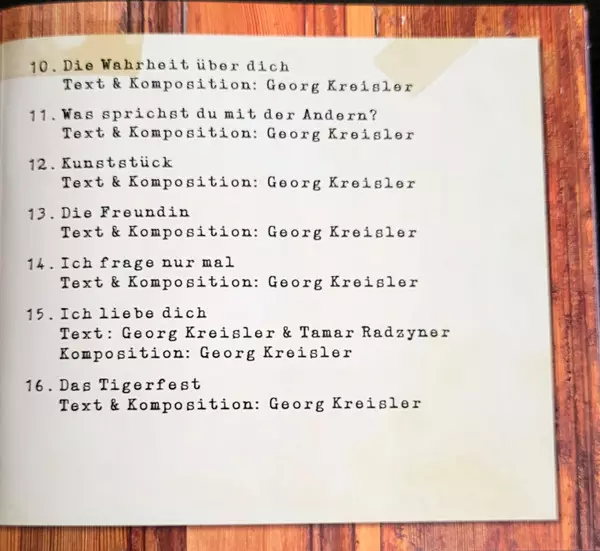 10. Die Wahrheit über dich
Text & Komposition: Georg Kreisler
11. Was sprichst du mit der Andern?
Text & Komposition: Georg Kreisler
12. Kunststück
Text & Komposition: Georg Kreisler
13. Die Freundin
Text & Komposition: Georg Kreisler
14. Ich frage nur mal
Text & Komposition: Georg Kreisler
15. Ich liebe dich
Text: Georg Kreisler & Tamar Radzyner
Komposition: Georg Kreisler
16. Das Tigerfest
Text & Komposition: Georg Kreisler